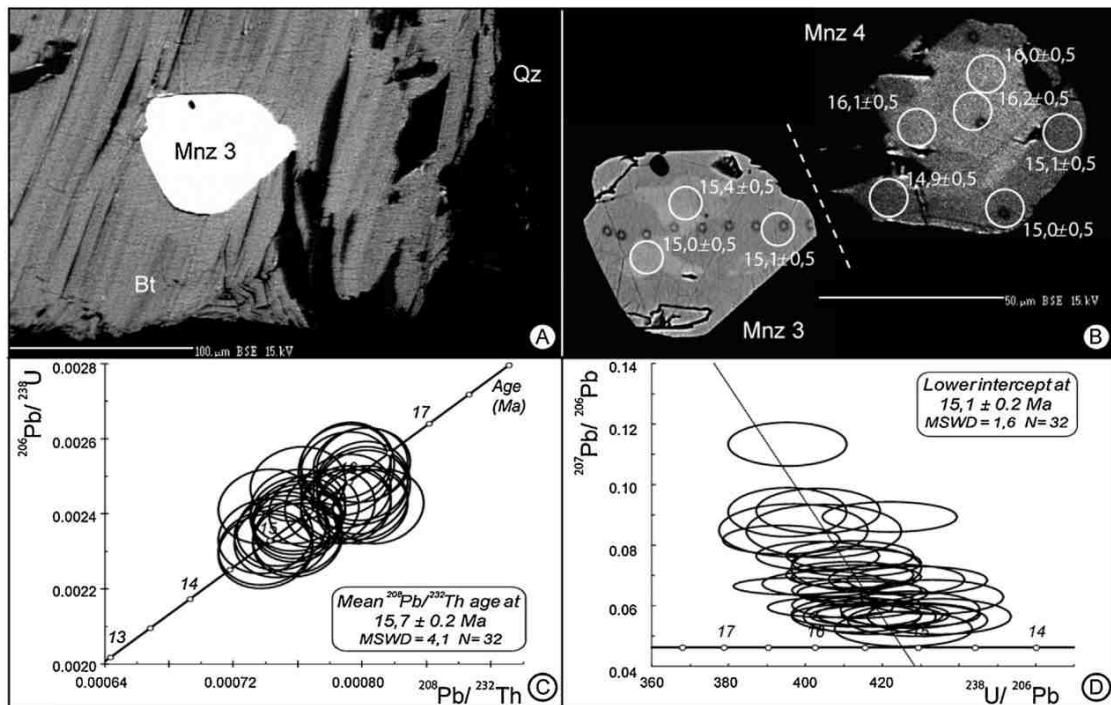 Mnz 3
Qz
Bt
100.µm BSE 15.kV
A
Mnz 4
16,0±0,5
16,2±0,5
16,1±0,5
15,1±0,5
14,9±0,5
15,0±0,5
15,4±0,5
15,0±0,5
15,1±0,5
Mnz 3
50.µm BSE 15.kV
B
206Pb/ 238U
0.0028
0.0026
0.0024
0.0022
0.0020
Age
(Ma)
17
16
15
14
13
Mean 208Pb/232Th age at
15,7 ± 0.2 Ma
MSWD = 4,1 N= 32
0.00064
0.00072
0.00080
208Pb/ 232Th
C
207Pb/ 206Pb
0.14
0.12
0.10
0.08
0.06
0.04
Lower intercept at
15,1 ± 0.2 Ma
MSWD = 1,6 N= 32
17
16
15
14
360
400
420
238U/ 206Pb
D